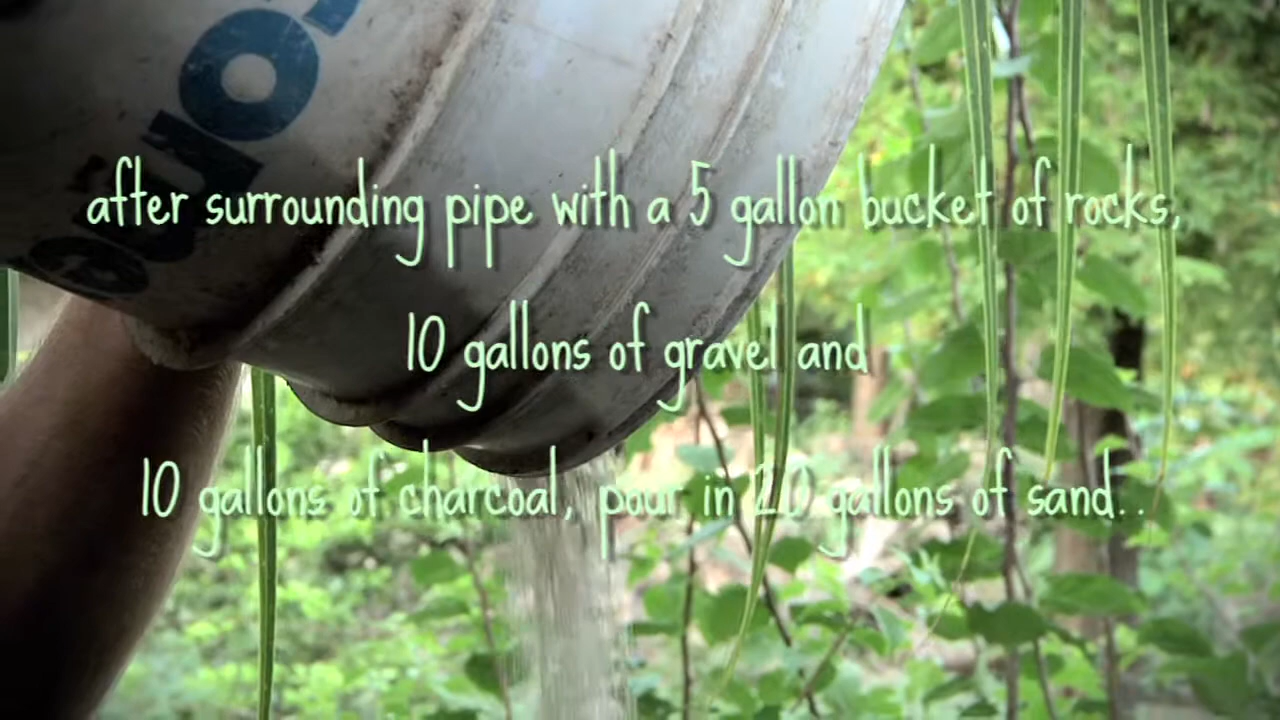 after surrounding pipe with a 5 gallon bucket of rocks,
10 gallons of gravel and
10 gallons of charcoal, pour in 20 gallons of sand..